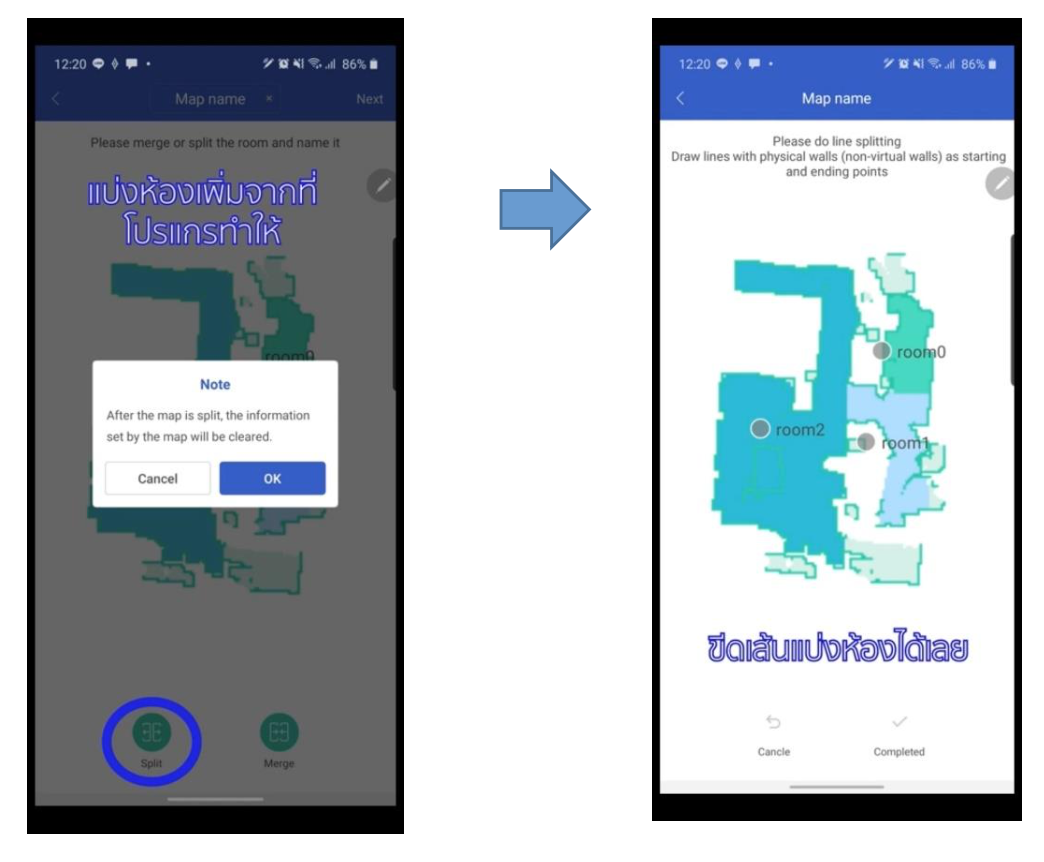 12:20
86%
Map name ×
Next
Please merge or split the room and name it
แบ่งห้องเพิ่มจากที่
โปรแกรทำให้
room0
Note
After the map is split, the information
set by the map will be cleared.
Cancel
OK
Split
Merge
12:20
86%
Map name
Please do line splitting
Draw lines with physical walls (non-virtual walls) as starting
and ending points
room0
room2
room1
ขีดเส้นแบ่งห้องได้เลย
Cancle
Completed